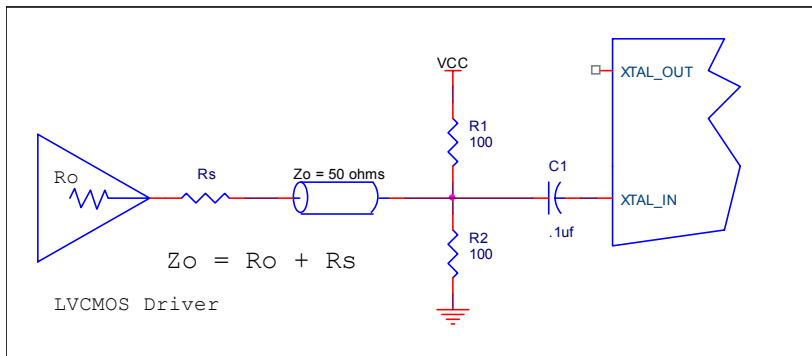 VCC
XTAL_OUT
R1
100
C1
Ro
Rs
Zo = 50 ohms
XTAL_IN
.1uf
R2
100
Zo = Ro + Rs
LVCMOS Driver